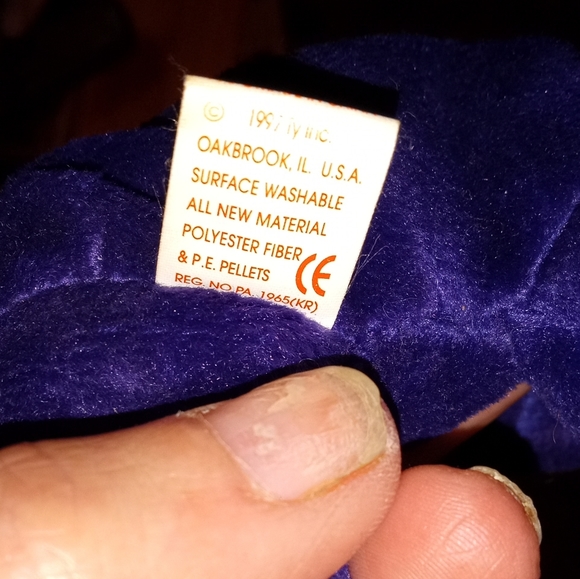 © 1997 Ty Inc.
OAKBROOK, IL. U.S.A.
SURFACE WASHABLE
ALL NEW MATERIAL
POLYESTER FIBER
& P.E. PELLETS CE
REG. NO PA. 1965(KR)